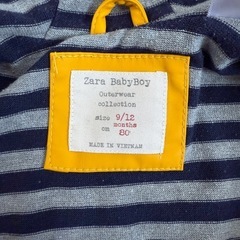 Zara BabyBoy
Outerwear
collection
size 9/12
months
cm 80
MADE IN VIETNAM